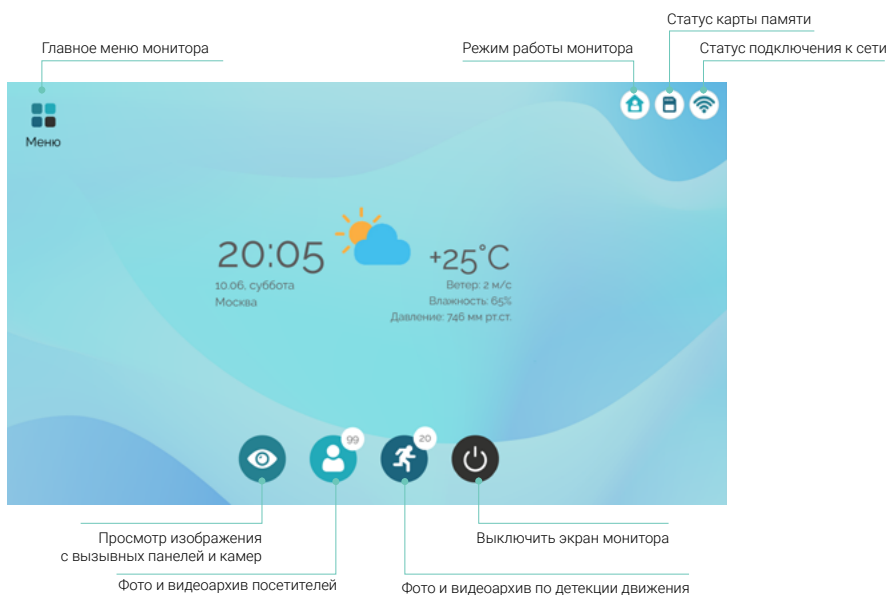 Статус карты памяти
Главное меню монитора
Режим работы монитора
Статус подключения к сети
Меню
20:05
+25°C
10.06, суббота
Москва
Ветер: 2 м/с
Влажность: 65%
Давление: 746 мм рт.ст.
99
20
Просмотр изображения
с вызывных панелей и камер
Выключить экран монитора
Фото и видеоархив посетителей
Фото и видеоархив по детекции движения